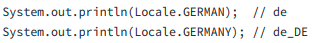 System.out.println(Locale.GERMAN);  // de
System.out.println(Locale.GERMANY); // de_DE